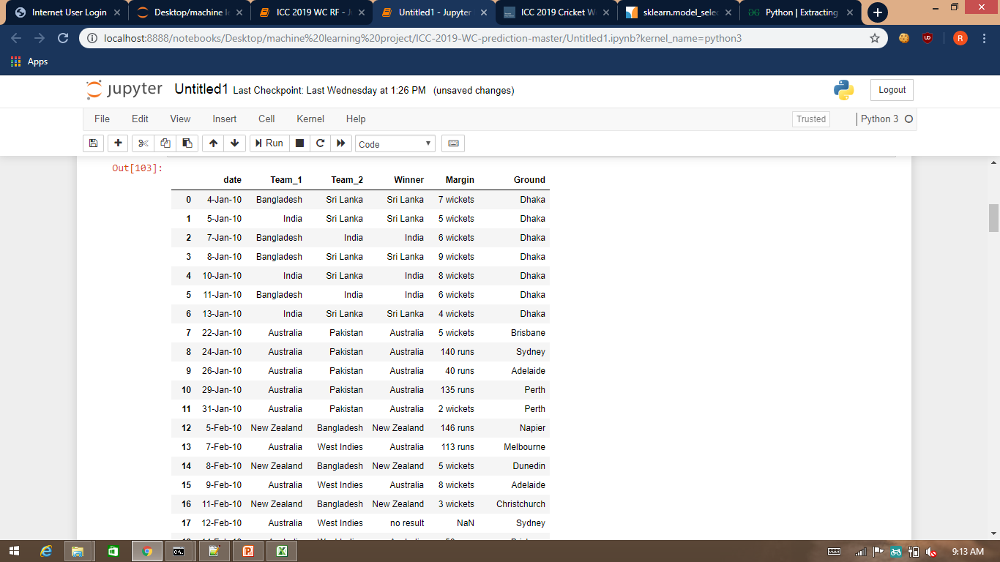 Internet User Login
Desktop/machine le
ICC 2019 WC RF - J
Untitled1 - Jupyter
ICC 2019 Cricket W
sklearn.model_selec
Python | Extracting
localhost:8888/notebooks/Desktop/machine%20learning%20project/ICC-2019-WC-prediction-master/Untitled1.ipynb?kernel_name=python3
R
Apps
jupyter Untitled1 Last Checkpoint: Last Wednesday at 1:26 PM (unsaved changes)
Logout
File Edit View Insert Cell Kernel Help
Trusted
Python 3
Run
Code
Out[103]:
date Team_1 Team_2 Winner Margin Ground
0 4-Jan-10 Bangladesh Sri Lanka Sri Lanka 7 wickets Dhaka
1 5-Jan-10 India Sri Lanka Sri Lanka 5 wickets Dhaka
2 7-Jan-10 Bangladesh India India 6 wickets Dhaka
3 8-Jan-10 Bangladesh Sri Lanka Sri Lanka 9 wickets Dhaka
4 10-Jan-10 India Sri Lanka India 8 wickets Dhaka
5 11-Jan-10 Bangladesh India India 6 wickets Dhaka
6 13-Jan-10 India Sri Lanka Sri Lanka 4 wickets Dhaka
7 22-Jan-10 Australia Pakistan Australia 5 wickets Brisbane
8 24-Jan-10 Australia Pakistan Australia 140 runs Sydney
9 26-Jan-10 Australia Pakistan Australia 40 runs Adelaide
10 29-Jan-10 Australia Pakistan Australia 135 runs Perth
11 31-Jan-10 Australia Pakistan Australia 2 wickets Perth
12 5-Feb-10 New Zealand Bangladesh New Zealand 146 runs Napier
13 7-Feb-10 Australia West Indies Australia 113 runs Melbourne
14 8-Feb-10 New Zealand Bangladesh New Zealand 5 wickets Dunedin
15 9-Feb-10 Australia West Indies Australia 8 wickets Adelaide
16 11-Feb-10 New Zealand Bangladesh New Zealand 3 wickets Christchurch
17 12-Feb-10 Australia West Indies no result NaN Sydney
9:13 AM